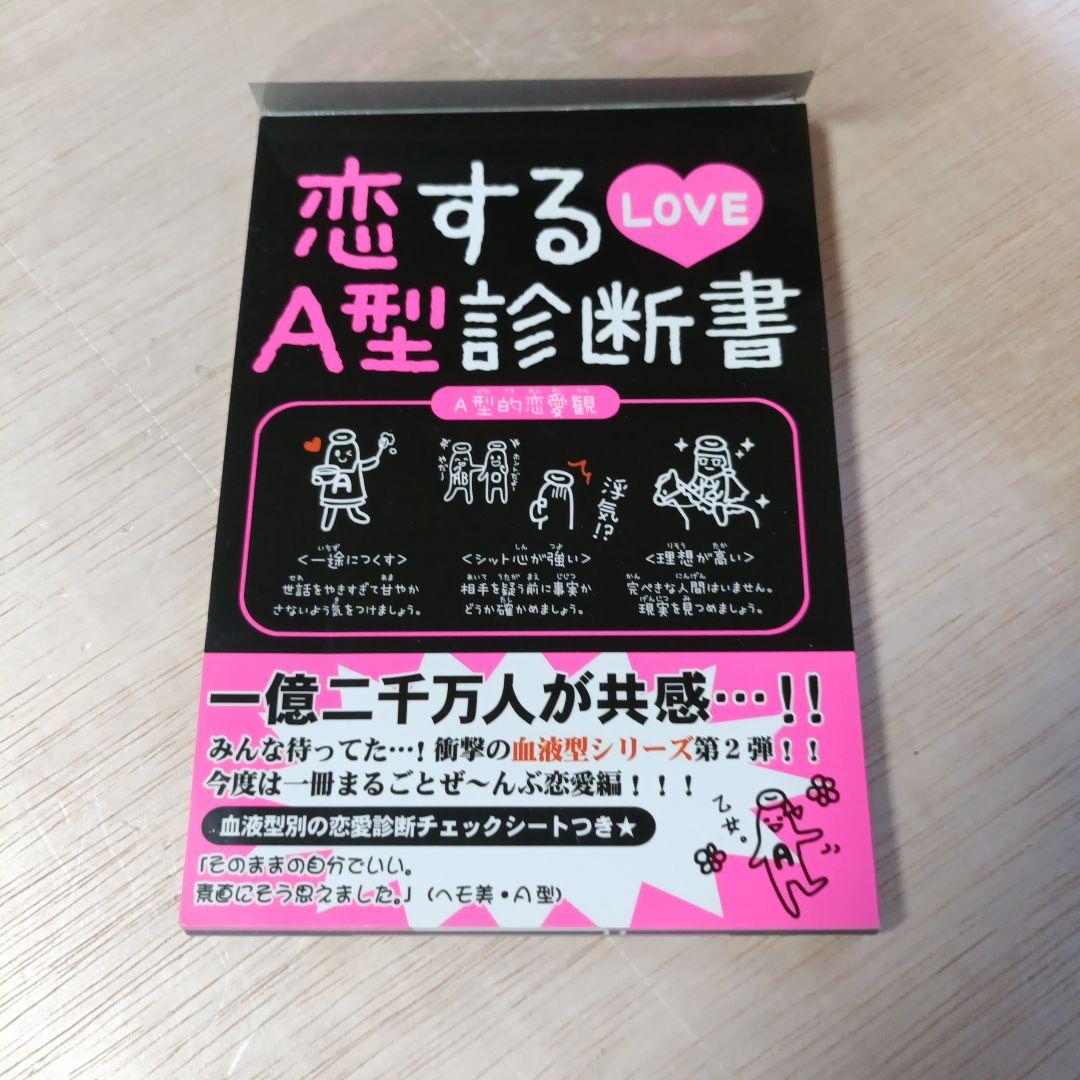 恋する LOVE
A型診断書
A型的恋愛観
浮気!?
<一途につくす>
世話をやきすぎて甘やか
さないよう気をつけましょう。
<シット心が強い>
相手を疑う前に事実か
どうか確かめましょう。
<理想が高い>
完ぺきな人間はいません。
現実を見つめましょう。
一億二千万人が共感…!!
みんな待ってた…!衝撃の血液型シリーズ第2弾!!
今度は一冊まるごとぜ〜んぶ恋愛編!!!
血液型別の恋愛診断チェックシートつき★
「そのままの自分でいい。
素直にそう思えました。」(ヘモ美・A型)
乙女。
A